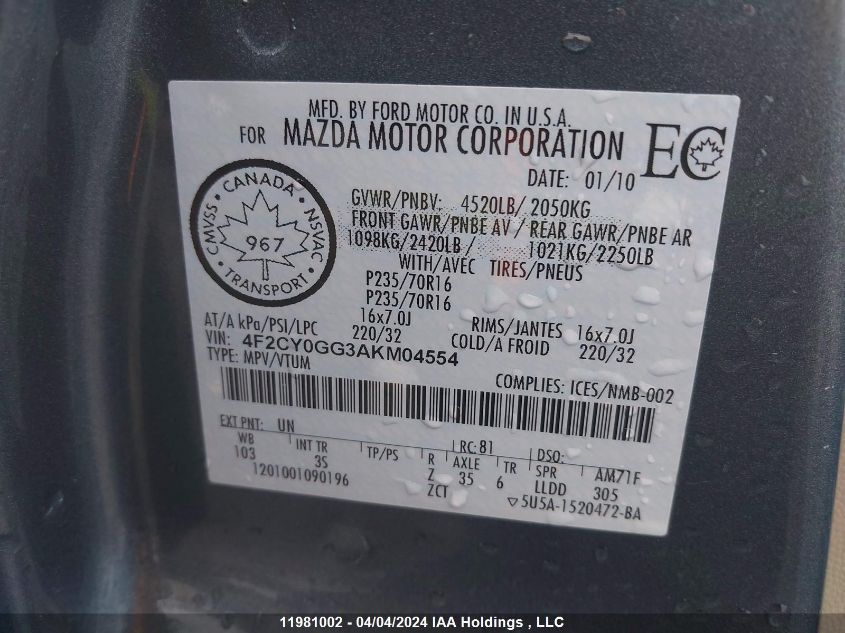 MFD. BY FORD MOTOR CO. IN U.S.A.
FOR MAZDA MOTOR CORPORATION
EC
DATE: 01/10
CANADA
CMVSS NSVAC
967
TRANSPORT
GVWR/PNBV: 4520LB/ 2050KG
FRONT GAWR/PNBE AV / REAR GAWR/PNBE AR
1098KG/2420LB / 1021KG/2250LB
WITH/AVEC TIRES/PNEUS
P235/70R16
P235/70R16
16x7.0J RIMS/JANTES 16x7.0J
AT/A kPa/PSI/LPC 220/32 COLD/A FROID 220/32
VIN: 4F2CY0GG3AKM04554
TYPE: MPV/VTUM COMPLIES: ICES/NMB-002
EXT PNT: UN RC: 81 DSO:
WB INT TR TP/PS R AXLE TR SPR AM71F
103 3S Z 35 6 LLDD 305
1201001090196 ZCT ▽5U5A-1520472-BA
11981002 - 04/04/2024 IAA Holdings , LLC